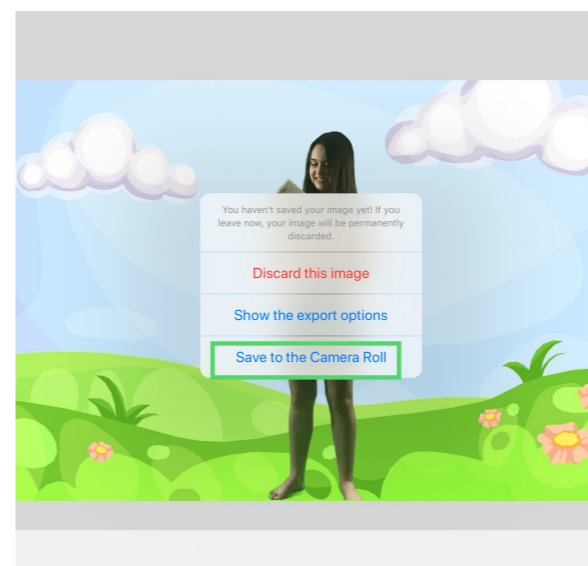 You haven't saved your image yet! If you
leave now, your image will be permanently
discarded.
Discard this image
Show the export options
Save to the Camera Roll